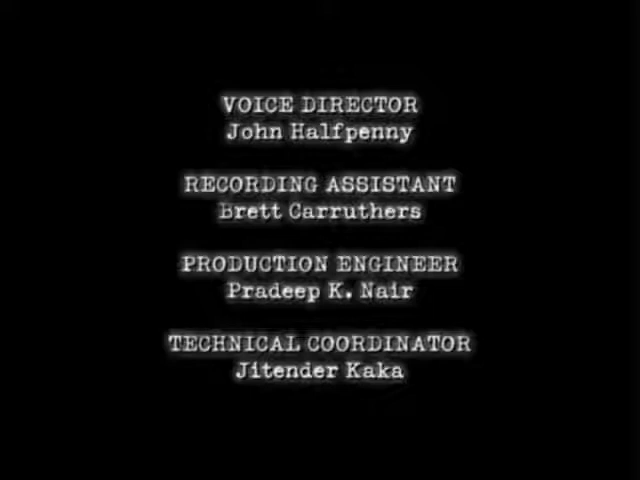 VOICE DIRECTOR
John Halfpenny
RECORDING ASSISTANT
Brett Carruthers
PRODUCTION ENGINEER
Pradeep K. Nair
TECHNICAL COORDINATOR
Jitender Kaka